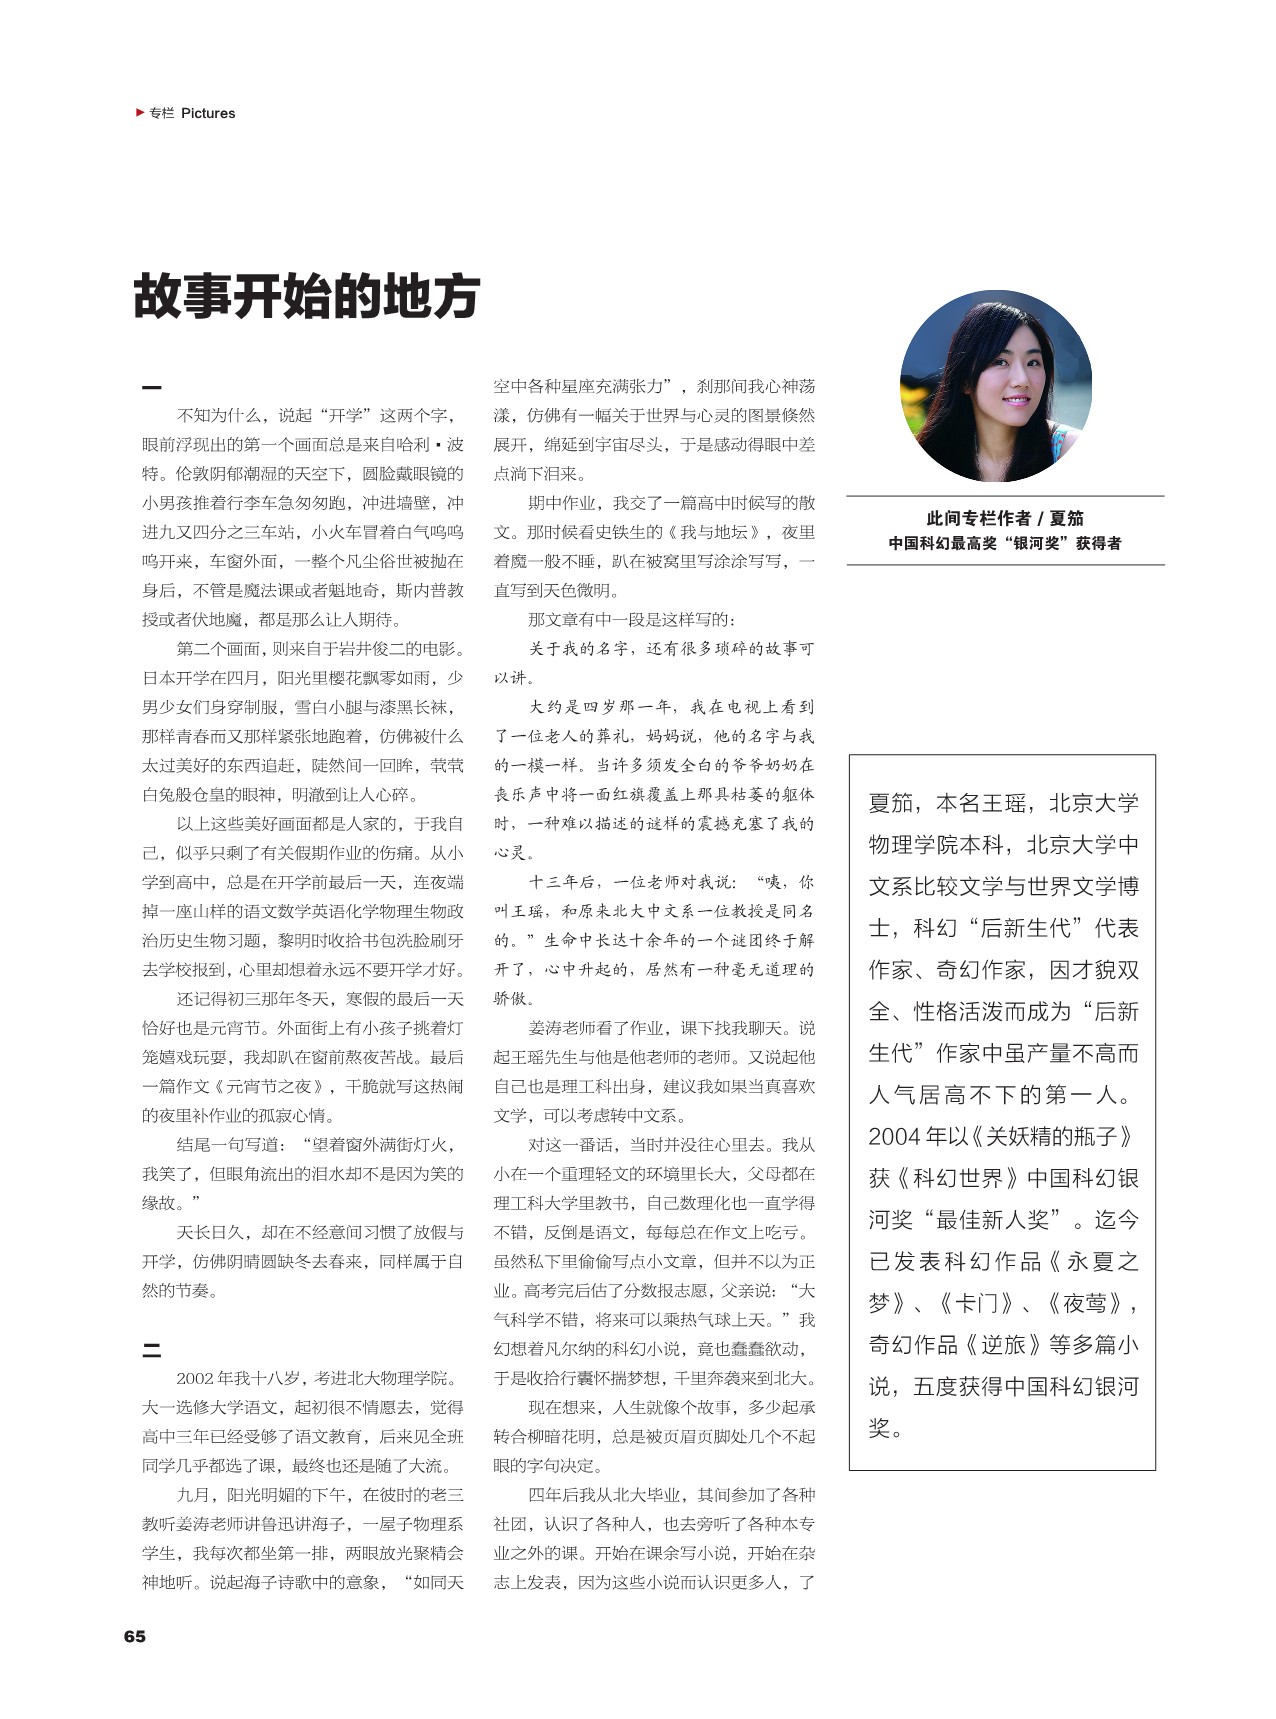 专栏 Pictures
故事开始的地方
一
不知为什么，说起“开学”这两个字，
眼前浮现出的第一个画面总是来自哈利·波
特。伦敦阴郁潮湿的天空下，圆脸戴眼镜的
小男孩推着行李车急匆匆跑，冲进墙壁，冲
进九又四分之三车站，小火车冒着白气呜呜
呜开来，车窗外面，一整个凡尘俗世被抛在
身后，不管是魔法课或者魁地奇，斯内普教
授或者伏地魔，都是那么让人期待。
第二个画面，则来自于岩井俊二的电影。
日本开学在四月，阳光里樱花飘零如雨，少
男少女们身穿制服，雪白小腿与漆黑长袜，
那样青春而又那样紧张地跑着，仿佛被什么
太过美好的东西追赶，陡然间一回眸，茕茕
白兔般仓皇的眼神，明澈到让人心碎。
以上这些美好画面都是人家的，于我自
己，似乎只剩了有关假期作业的伤痛。从小
学到高中，总是在开学前最后一天，连夜端
掉一座山样的语文数学英语化学物理生物政
治历史生物习题，黎明时收拾书包洗脸刷牙
去学校报到，心里却想着永远不要开学才好。
还记得初三那年冬天，寒假的最后一天
恰好也是元宵节。外面街上有小孩子挑着灯
笼嬉戏玩耍，我却趴在窗前熬夜苦战。最后
一篇作文《元宵节之夜》，干脆就写这热闹
的夜里补作业的孤寂心情。
结尾一句写道：“望着窗外满街灯火，
我笑了，但眼角流出的泪水却不是因为笑的
缘故。”
天长日久，却在不经意间习惯了放假与
开学，仿佛阴晴圆缺冬去春来，同样属于自
然的节奏。
二
2002 年我十八岁，考进北大物理学院。
大一选修大学语文，起初很不情愿去，觉得
高中三年已经受够了语文教育，后来见全班
同学几乎都选了课，最终也还是随了大流。
九月，阳光明媚的下午，在彼时的老三
教听姜涛老师讲鲁迅讲海子，一屋子物理系
学生，我每次都坐第一排，两眼放光聚精会
神地听。说起海子诗歌中的意象，“如同天
空中各种星座充满张力”，刹那间我心神荡
漾，仿佛有一幅关于世界与心灵的图景倏然
展开，绵延到宇宙尽头，于是感动得眼中差
点淌下泪来。
期中作业，我交了一篇高中时候写的散
文。那时候看史铁生的《我与地坛》，夜里
着魔一般不睡，趴在被窝里写涂涂写写，一
直写到天色微明。
那文章有中一段是这样写的：
关于我的名字，还有很多琐碎的故事可
以讲。
大约是四岁那一年，我在电视上看到
了一位老人的葬礼，妈妈说，他的名字与我
的一模一样。当许多须发全白的爷爷奶奶在
丧乐声中将一面红旗覆盖上那具枯萎的躯体
时，一种难以描述的谜样的震撼充塞了我的
心灵。
十三年后，一位老师对我说：“咦，你
叫王瑶，和原来北大中文系一位教授是同名
的。”生命中长达十余年的一个谜团终于解
开了，心中升起的，居然有一种毫无道理的
骄傲。
姜涛老师看了作业，课下找我聊天。说
起王瑶先生与他是他老师的老师。又说起他
自己也是理工科出身，建议我如果当真喜欢
文学，可以考虑转中文系。
对这一番话，当时并没往心里去。我从
小在一个重理轻文的环境里长大，父母都在
理工科大学里教书，自己数理化也一直学得
不错，反倒是语文，每每总在作文上吃亏。
虽然私下里偷偷写点小文章，但并不以为正
业。高考完后估了分数报志愿，父亲说：“大
气科学不错，将来可以乘热气球上天。”我
幻想着凡尔纳的科幻小说，竟也蠢蠢欲动，
于是收拾行囊怀揣梦想，千里奔袭来到北大。
现在想来，人生就像个故事，多少起承
转合柳暗花明，总是被页眉页脚处几个不起
眼的字句决定。
四年后我从北大毕业，其间参加了各种
社团，认识了各种人，也去旁听了各种本专
业之外的课。开始在课余写小说，开始在杂
志上发表，因为这些小说而认识更多人，了
此间专栏作者 / 夏笳
中国科幻最高奖“银河奖”获得者
夏笳，本名王瑶，北京大学
物理学院本科，北京大学中
文系比较文学与世界文学博
士，科幻“后新生代”代表
作家、奇幻作家，因才貌双
全、性格活泼而成为“后新
生代”作家中虽产量不高而
人气居高不下的第一人。
2004 年以《关妖精的瓶子》
获《科幻世界》中国科幻银
河奖“最佳新人奖”。迄今
已发表科幻作品《永夏之
梦》、《卡门》、《夜莺》，
奇幻作品《逆旅》等多篇小
说，五度获得中国科幻银河
奖。
65